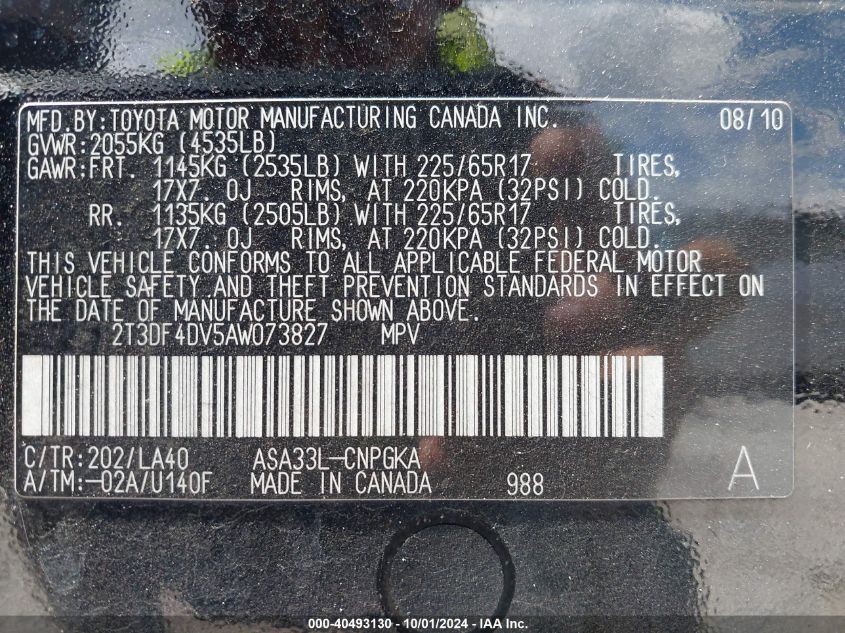 MFD.BY:TOYOTA MOTOR MANUFACTURING CANADA INC. 08/10
GVWR:2055KG (4535LB)
GAWR:FRT. 1145KG (2535LB) WITH 225/65R17 TIRES,
17X7.0J RIMS, AT 220KPA (32PSI) COLD.
RR. 1135KG (2505LB) WITH 225/65R17 TIRES,
17X7.0J RIMS, AT 220KPA (32PSI) COLD.
THIS VEHICLE CONFORMS TO ALL APPLICABLE FEDERAL MOTOR
VEHICLE SAFETY AND THEFT PREVENTION STANDARDS IN EFFECT ON
THE DATE OF MANUFACTURE SHOWN ABOVE.
2T3DF4DV5AW073827 MPV
C/TR:202/LA40 ASA33L-CNPGKA
A/TM:-02A/U140F MADE IN CANADA 988 A
000-40493130 - 10/01/2024 - IAA Inc.